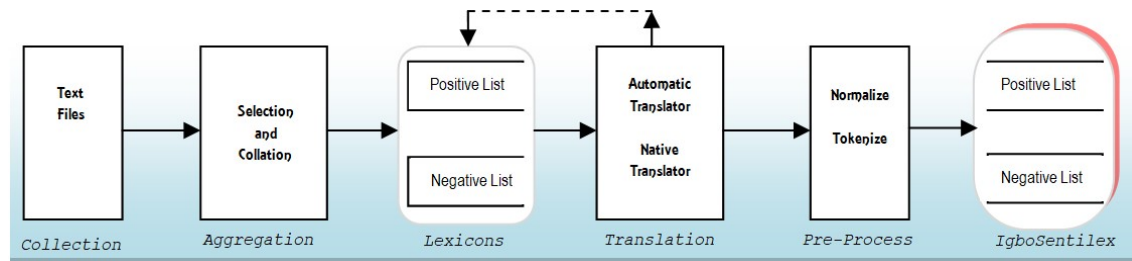 Text
Files
Collection
Selection
and
Collation
Aggregation
Positive List
Negative List
Lexicons
Automatic
Translator
Native
Translator
Translation
Normalize
Tokenize
Pre-Process
Positive List
Negative List
IgboSentilex